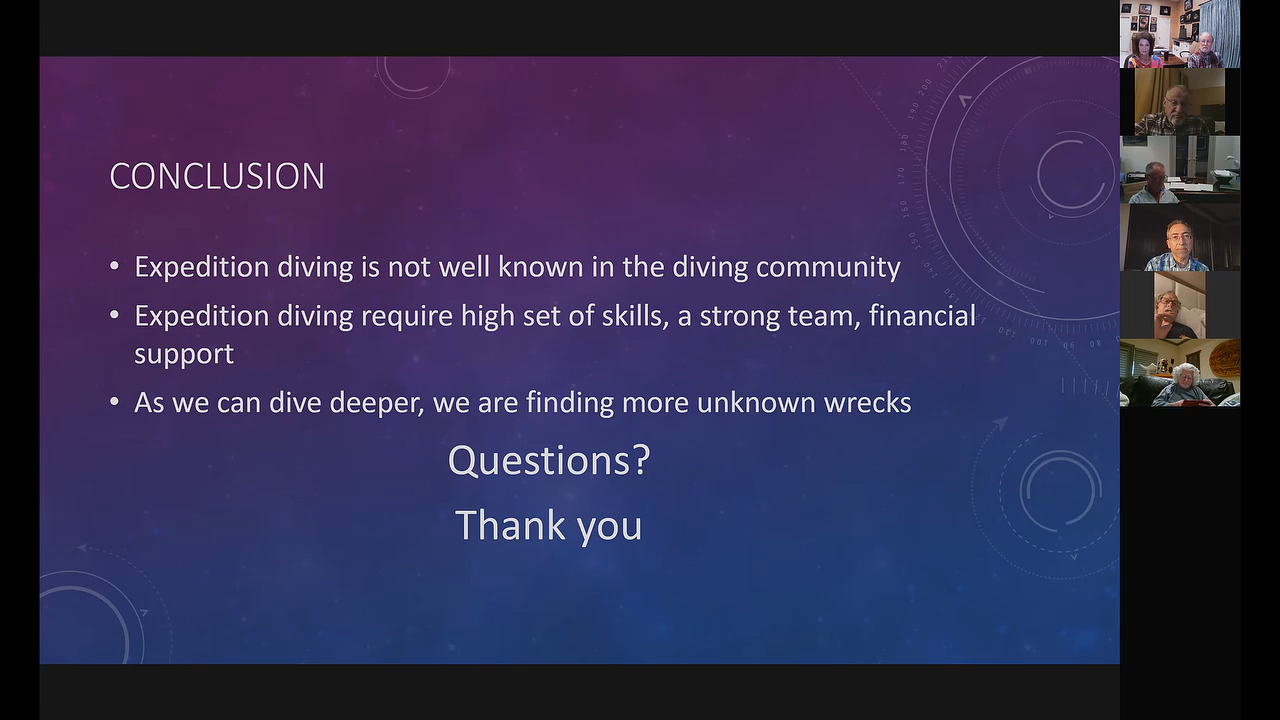 CONCLUSION
• Expedition diving is not well known in the diving community
• Expedition diving require high set of skills, a strong team, financial
support
• As we can dive deeper, we are finding more unknown wrecks
Questions?
Thank you